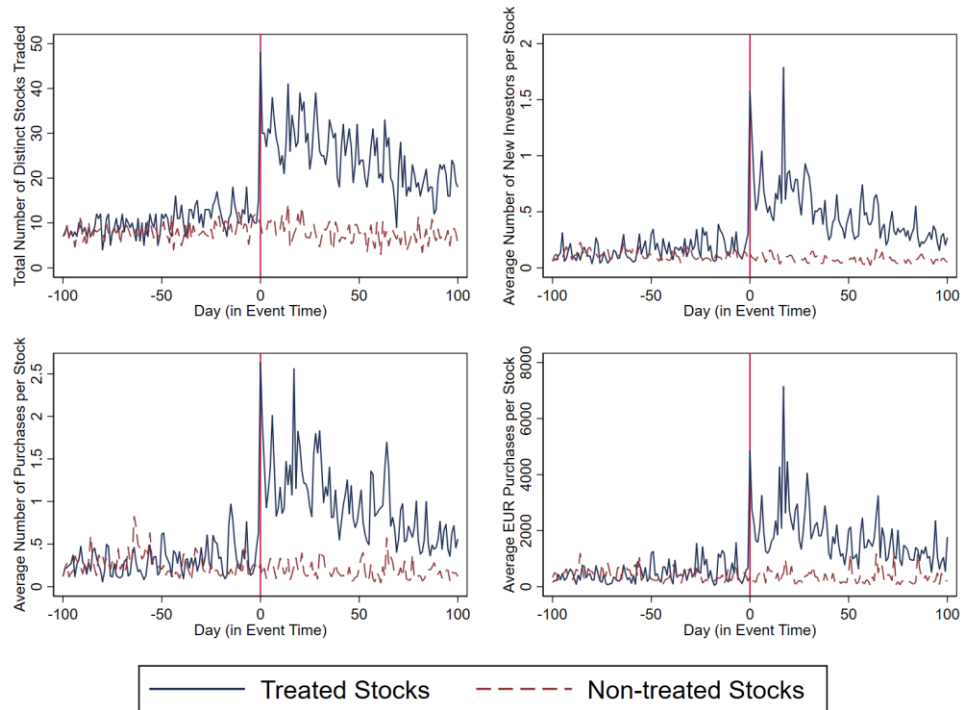 Total Number of Distinct Stocks Traded
50
40
30
20
10
0
-100 -50 0 50 100
Day (in Event Time)
Average Number of New Investors per Stock
2
1.5
1
.5
0
-100 -50 0 50 100
Day (in Event Time)
Average Number of Purchases per Stock
2.5
2
1.5
1
.5
0
-100 -50 0 50 100
Day (in Event Time)
Average EUR Purchases per Stock
8000
6000
4000
2000
0
-100 -50 0 50 100
Day (in Event Time)
Treated Stocks Non-treated Stocks